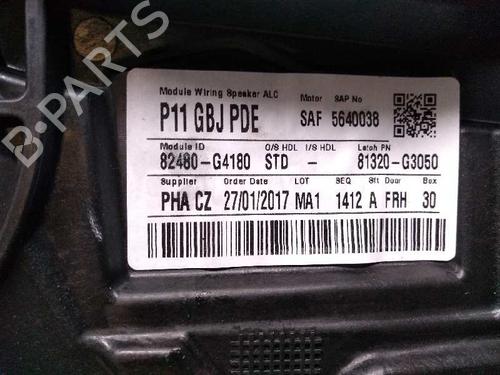 Module Wiring Speaker ALC Motor SAP No
P11 GBJ PDE SAF 5640038
Module ID O/S HDL I/S HDL Latch PN
82480-G4180 STD - 81320-G3050
Supplier Order Date LOT SEQ Sft Door Box
PHA CZ 27/01/2017 MA1 1412 A FRH 30
B-PARTS